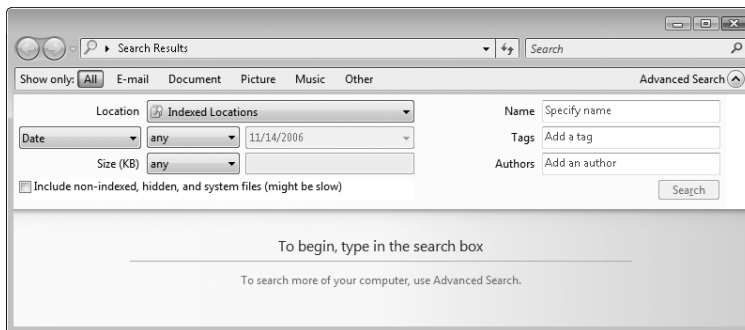 Search Results Search
Show only: All E-mail Document Picture Music Other Advanced Search
Location Indexed Locations Name Specify name
Date any 11/14/2006 Tags Add a tag
Size (KB) any Authors Add an author
Include non-indexed, hidden, and system files (might be slow) Search
To begin, type in the search box
To search more of your computer, use Advanced Search.